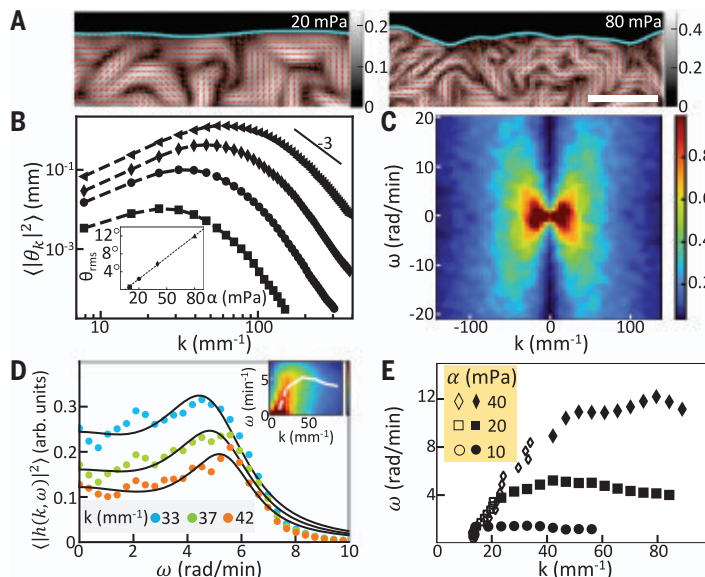 A
20 mPa
80 mPa
0.2
0
0.4
0
B
⟨|θk|²⟩ (mm)
10⁻¹
10⁻³
-3
θrms
12°
8°
4°
40
80
α (mPa)
10
100
k (mm⁻¹)
C
ω (rad/min)
20
10
0
-10
-20
-100
0
100
k (mm⁻¹)
0.8
0.6
0.4
0.2
D
⟨|h(k,ω)|²⟩ (arb. units)
0.3
0.2
0.1
0
ω (min⁻¹)
5
0
0
50
k (mm⁻¹)
k (mm⁻¹) 33 37 42
0 2 4 6 8 10
ω (rad/min)
E
α (mPa)
40
20
10
ω (rad/min)
12
8
4
0
0 20 40 60 80 100
k (mm⁻¹)